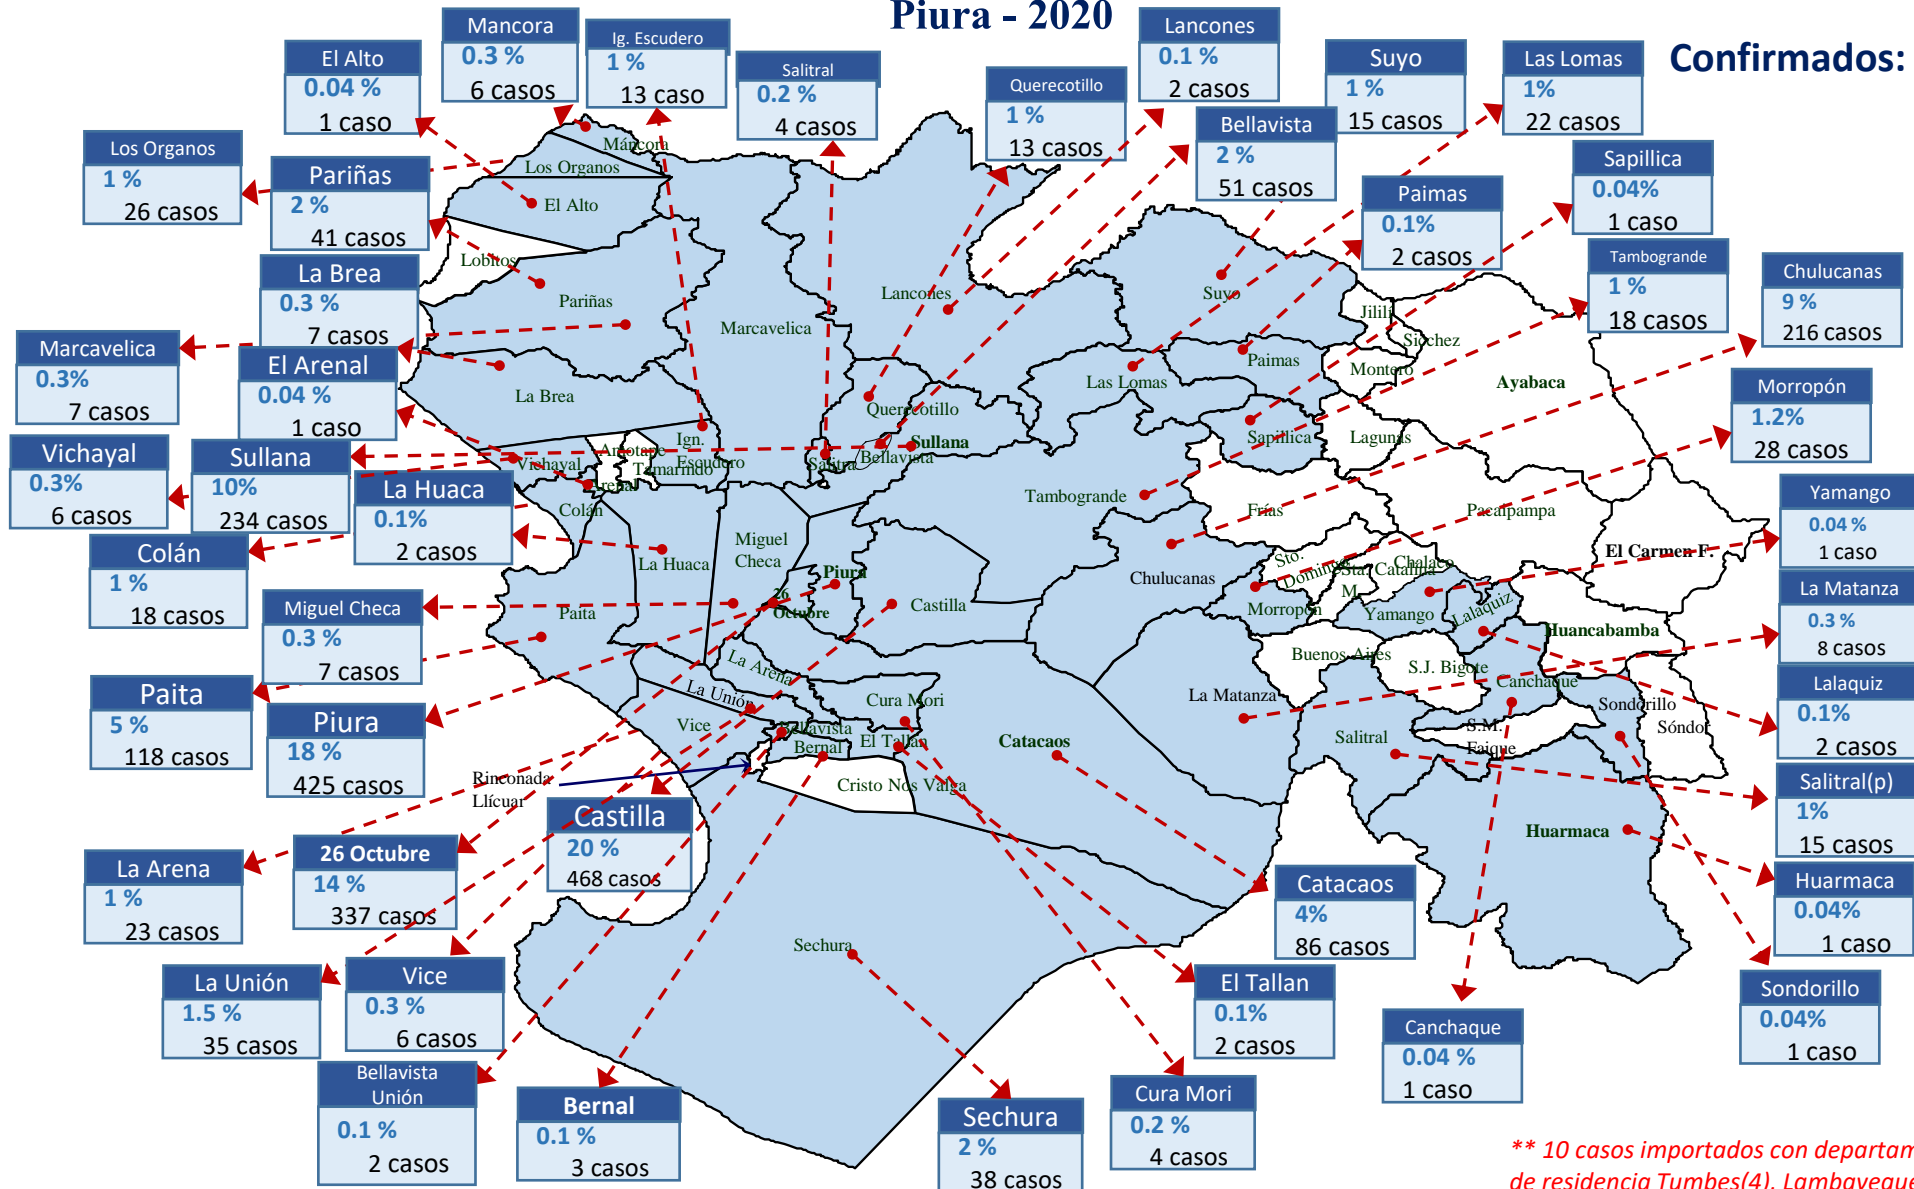 Piura - 2020
Confirmados:
Mancora
0.3 %
6 casos
Ig. Escudero
1 %
13 caso
El Alto
0.04 %
1 caso
Salitral
0.2 %
4 casos
Querecotillo
1 %
13 casos
Lancones
0.1 %
2 casos
Suyo
1 %
15 casos
Las Lomas
1%
22 casos
Bellavista
2 %
51 casos
Los Organos
1 %
26 casos
Pariñas
2 %
41 casos
Paimas
0.1%
2 casos
Sapillica
0.04%
1 caso
Tambogrande
1 %
18 casos
Chulucanas
9 %
216 casos
La Brea
0.3 %
7 casos
Marcavelica
0.3%
7 casos
El Arenal
0.04 %
1 caso
Morropón
1.2%
28 casos
Vichayal
0.3%
6 casos
Sullana
10%
234 casos
La Huaca
0.1%
2 casos
Yamango
0.04 %
1 caso
Colán
1 %
18 casos
Miguel Checa
0.3 %
7 casos
La Matanza
0.3 %
8 casos
Paita
5 %
118 casos
Piura
18 %
425 casos
Lalaquiz
0.1%
2 casos
Salitral(p)
1%
15 casos
Castilla
20 %
468 casos
La Arena
1 %
23 casos
26 Octubre
14 %
337 casos
Catacaos
4%
86 casos
Huarmaca
0.04%
1 caso
La Unión
1.5 %
35 casos
Vice
0.3 %
6 casos
El Tallan
0.1%
2 casos
Sondorillo
0.04%
1 caso
Canchaque
0.04 %
1 caso
Bellavista
Unión
0.1 %
2 casos
Bernal
0.1 %
3 casos
Sechura
2 %
38 casos
Cura Mori
0.2 %
4 casos
Máncora
Los Organos
El Alto
Lobitos
Pariñas
Marcavelica
Lancones
Suyo
Jilili
Sicchez
Paimas
Montero
Ayabaca
La Brea
Las Lomas
Querecotillo
Sullana
Bellavista
Salitra
Ign.
Escudero
Amotape
Tamarindo
Vichayal
Arenal
Colán
Sapillica
Lagunas
Tambogrande
Frías
Pacaipampa
El Carmen F.
Miguel
Checa
La Huaca
Piura
26
Octubre
Castilla
Chulucanas
Sto.
Domingo
Sta. Catalina
M
Chalaco
Morropón
Yamango
Lalaquiz
Huancabamba
Paita
La Arena
La Unión
Cura Mori
Buenos Aires
S.J. Bigote
Canchaque
La Matanza
Sondorillo
Sóndor
Vice
Bellavista
Bernal
El Tallan
Catacaos
Salitral
S.M.
Faique
Rinconada
Llícuar
Cristo Nos Valga
Huarmaca
Sechura
** 10 casos importados con departam
de residencia Tumbes(4), Lambayeque